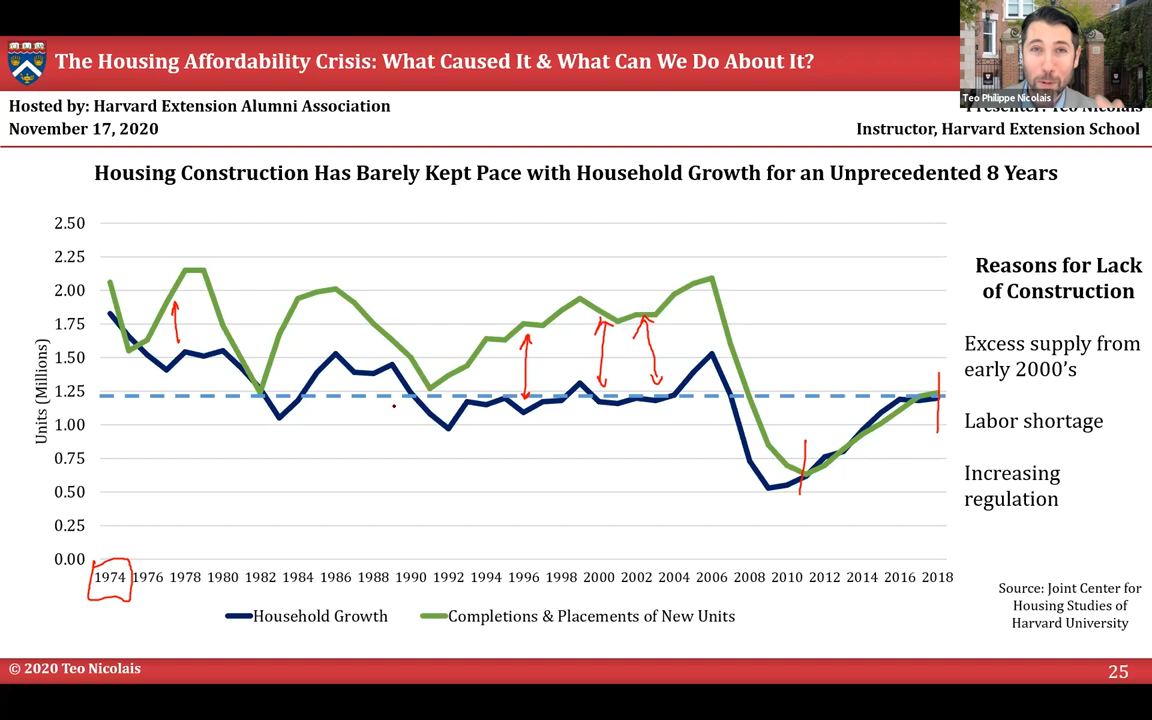 The Housing Affordability Crisis: What Caused It & What Can We Do About It?
Teo Philippe Nicolais
Hosted by: Harvard Extension Alumni Association
Presenter: Teo Nicolais
November 17, 2020
Instructor, Harvard Extension School
Housing Construction Has Barely Kept Pace with Household Growth for an Unprecedented 8 Years
Units (Millions)
2.50
2.25
2.00
1.75
1.50
1.25
1.00
0.75
0.50
0.25
0.00
1974 1976 1978 1980 1982 1984 1986 1988 1990 1992 1994 1996 1998 2000 2002 2004 2006 2008 2010 2012 2014 2016 2018
Household Growth
Completions & Placements of New Units
Reasons for Lack
of Construction
Excess supply from
early 2000's
Labor shortage
Increasing
regulation
Source: Joint Center for
Housing Studies of
Harvard University
© 2020 Teo Nicolais
25